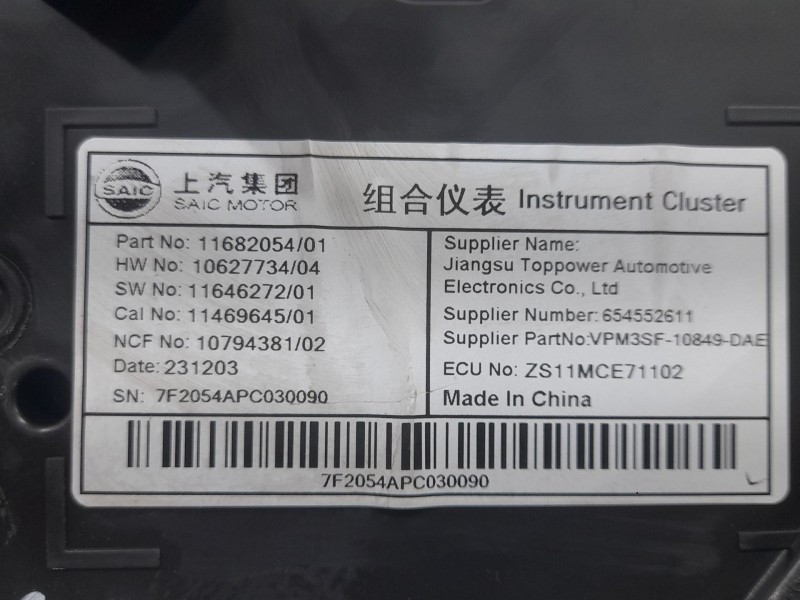 SAIC
上汽集团
SAIC MOTOR
组合仪表 Instrument Cluster
Part No: 11682054/01
HW No: 10627734/04
SW No: 11646272/01
Cal No: 11469645/01
NCF No: 10794381/02
Date: 231203
SN: 7F2054APC030090
Supplier Name:
Jiangsu Toppower Automotive
Electronics Co., Ltd
Supplier Number: 654552611
Supplier PartNo:VPM3SF-10849-DAE
ECU No: ZS11MCE71102
Made In China
7F2054APC030090